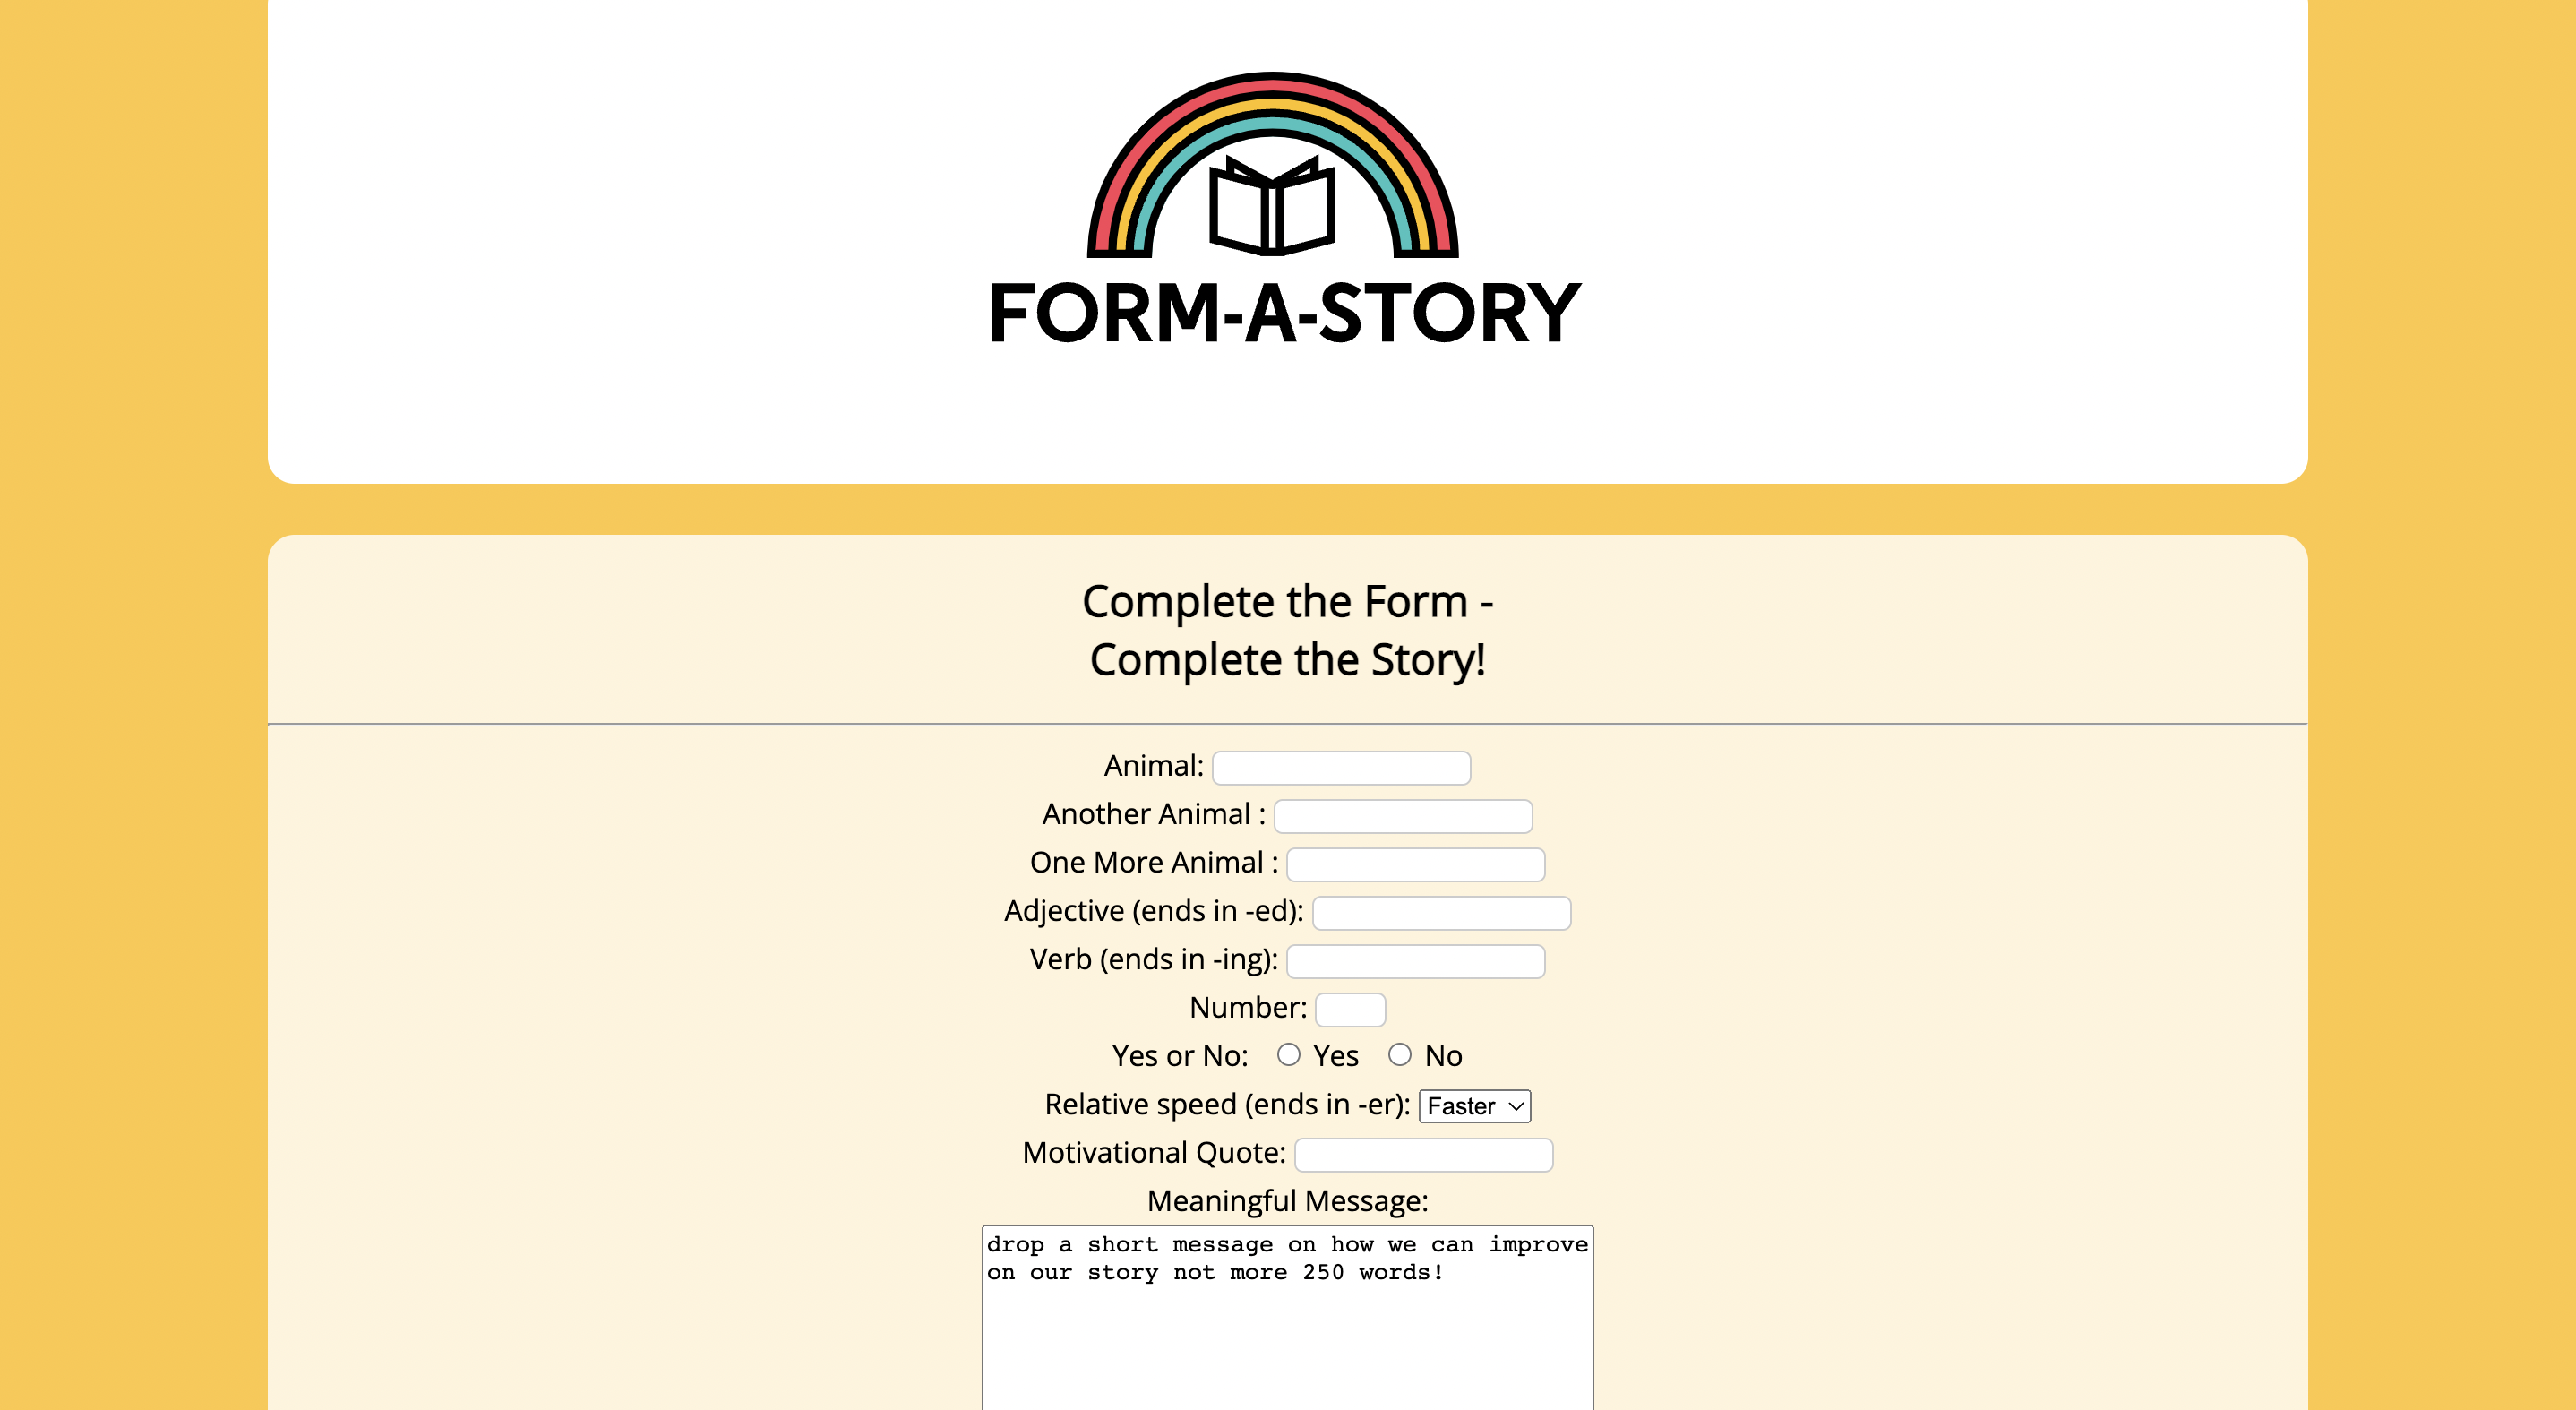 FORM-A-STORY
Complete the Form -
Complete the Story!
Animal:
Another Animal :
One More Animal :
Adjective (ends in -ed):
Verb (ends in -ing):
Number:
Yes or No: Yes No
Relative speed (ends in -er): Faster
Motivational Quote:
Meaningful Message:
drop a short message on how we can improve
on our story not more 250 words!